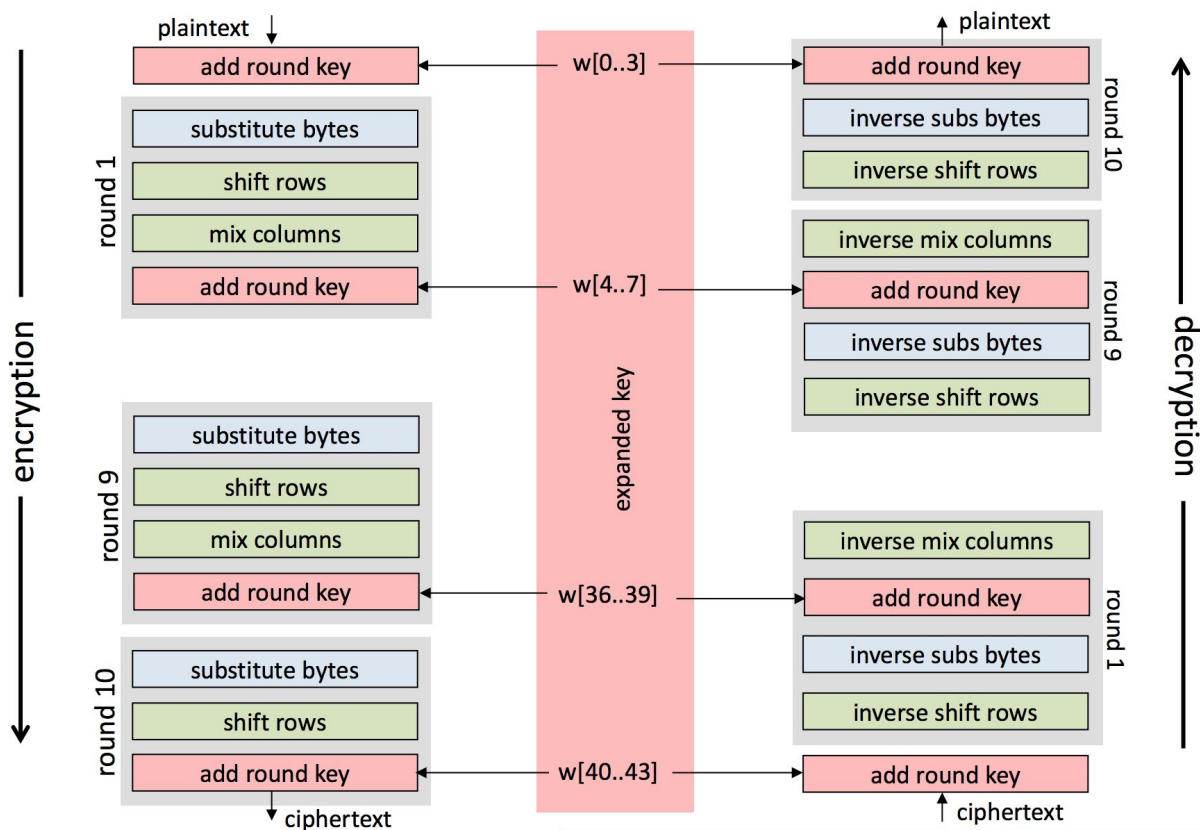 plaintext
add round key
round 1
substitute bytes
shift rows
mix columns
add round key
encryption
round 9
substitute bytes
shift rows
mix columns
add round key
round 10
substitute bytes
shift rows
add round key
ciphertext
w[0..3]
w[4..7]
expanded key
w[36..39]
w[40..43]
plaintext
add round key
inverse subs bytes
inverse shift rows
round 10
inverse mix columns
add round key
inverse subs bytes
inverse shift rows
round 9
decryption
inverse mix columns
add round key
inverse subs bytes
inverse shift rows
round 1
add round key
ciphertext